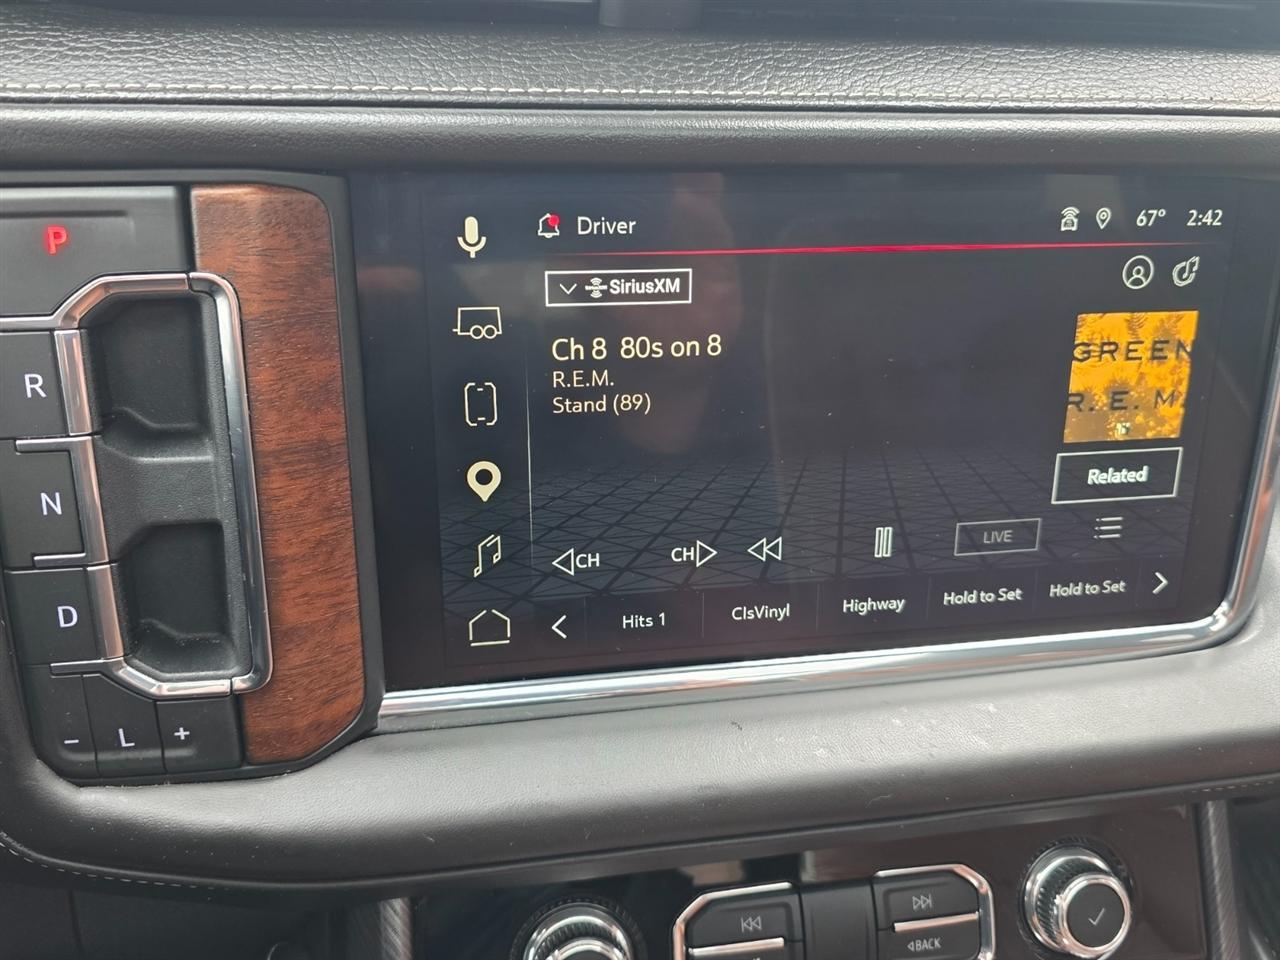 P
R
N
D
- L +
Driver
67° 2:42
SiriusXM
Ch 8 80s on 8
R.E.M.
Stand (89)
GREEN
R.E.M.
Related
CH
CH
LIVE
Hits 1
ClsVinyl
Highway
Hold to Set
Hold to Set
BACK